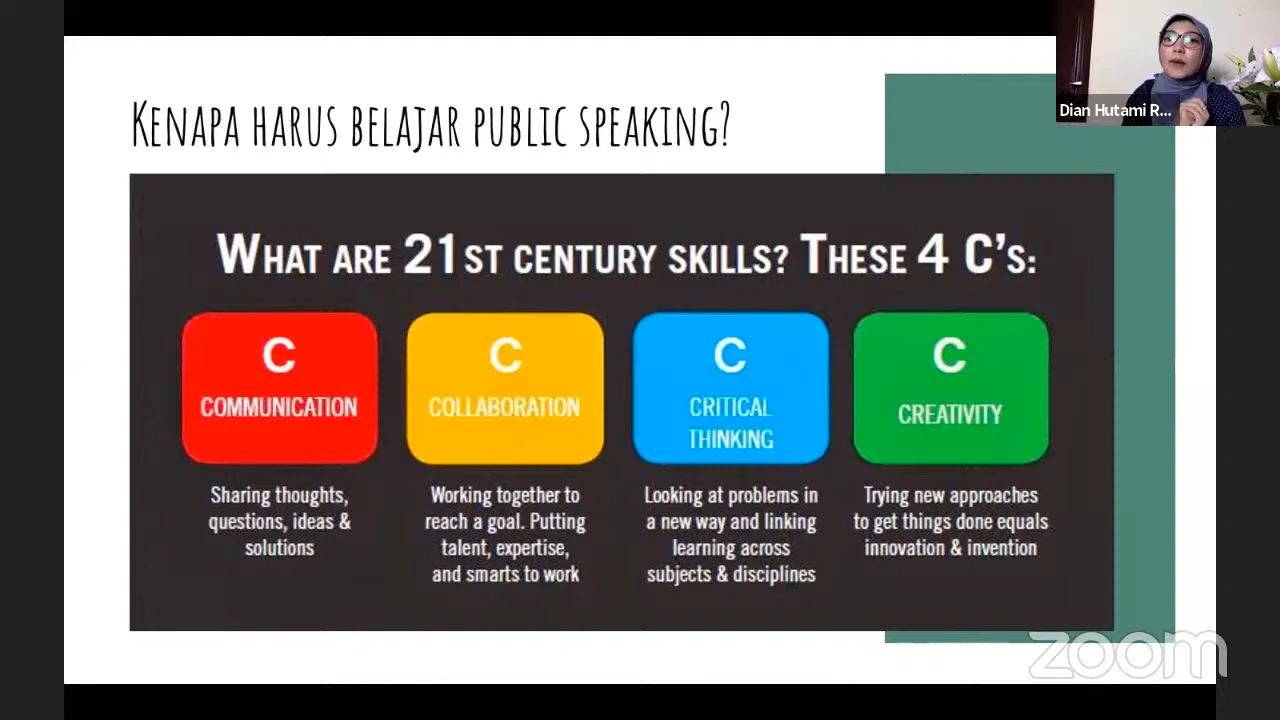 KENAPA HARUS BELAJAR PUBLIC SPEAKING?
Dian Hutami R...
WHAT ARE 21ST CENTURY SKILLS? THESE 4 C'S:
C
COMMUNICATION
Sharing thoughts,
questions, ideas &
solutions
C
COLLABORATION
Working together to
reach a goal. Putting
talent, expertise,
and smarts to work
C
CRITICAL
THINKING
Looking at problems in
a new way and linking
learning across
subjects & disciplines
C
CREATIVITY
Trying new approaches
to get things done equals
innovation & invention
zoom